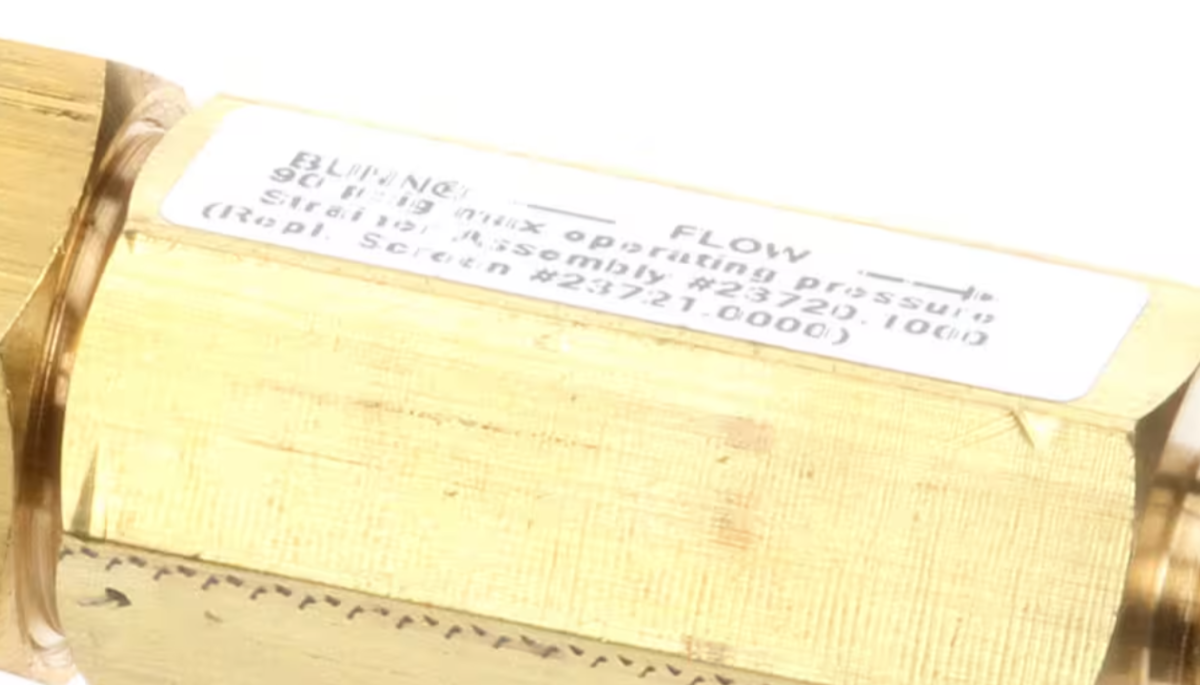 BUNN® FLOW
90 psig max operating pressure
Strainer Assembly #23720.1000
(Repl. Screen #23721.0000)